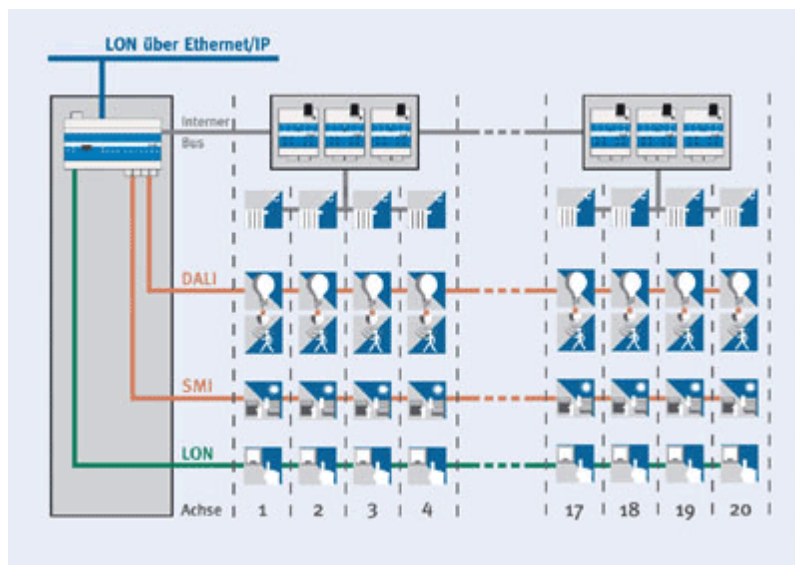 LON über Ethernet/IP
Interner
Bus
DALI
SMI
LON
Achse 1 2 3 4 17 18 19 20